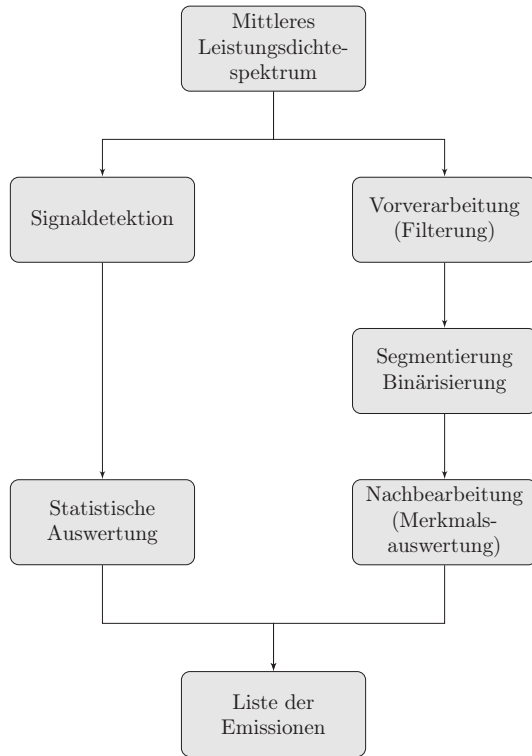 Mittleres
Leistungsdichte-
spektrum
Signaldetektion
Vorverarbeitung
(Filterung)
Segmentierung
Binärisierung
Statistische
Auswertung
Nachbearbeitung
(Merkmals-
auswertung)
Liste der
Emissionen